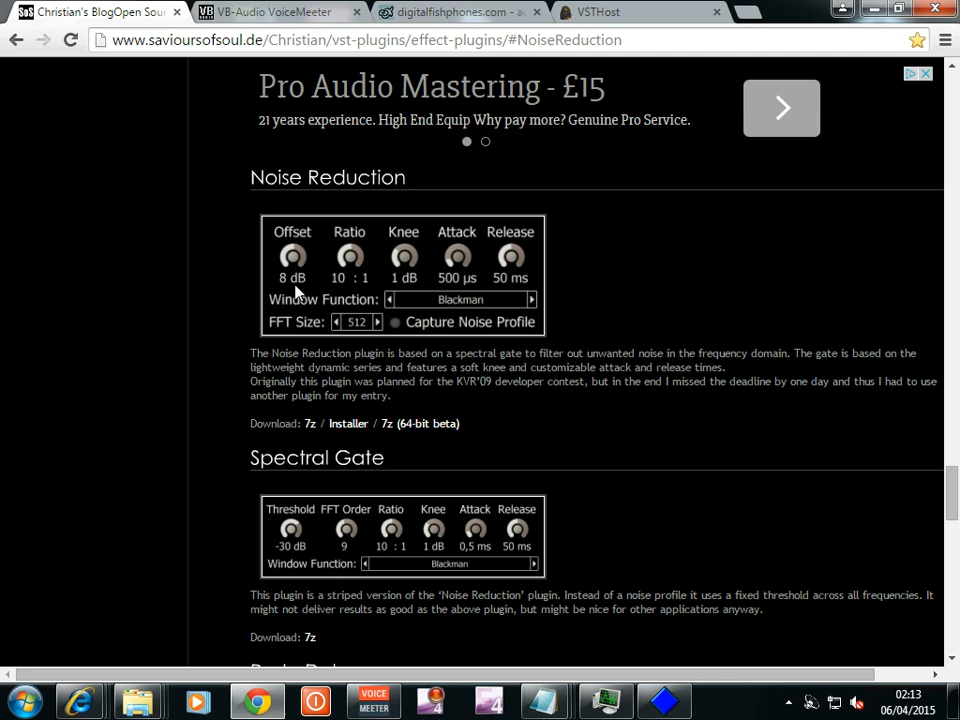 Christian's BlogOpen Sour
VB-Audio VoiceMeeter
digitalfishphones.com - au
VSTHost
www.savioursofsoul.de/Christian/vst-plugins/effect-plugins/#NoiseReduction
Pro Audio Mastering - £15
21 years experience. High End Equip Why pay more? Genuine Pro Service.
Noise Reduction
Offset Ratio Knee Attack Release
8 dB 10 : 1 1 dB 500 µs 50 ms
Window Function: Blackman
FFT Size: 512 Capture Noise Profile
The Noise Reduction plugin is based on a spectral gate to filter out unwanted noise in the frequency domain. The gate is based on the
lightweight dynamic series and features a soft knee and customizable attack and release times.
Originally this plugin was planned for the KVR'09 developer contest, but in the end I missed the deadline by one day and thus I had to use
another plugin for my entry.
Download: 7z / Installer / 7z (64-bit beta)
Spectral Gate
Threshold FFT Order Ratio Knee Attack Release
-30 dB 9 10 : 1 1 dB 0,5 ms 50 ms
Window Function: Blackman
This plugin is a striped version of the 'Noise Reduction' plugin. Instead of a noise profile it uses a fixed threshold across all frequencies. It
might not deliver results as good as the above plugin, but might be nice for other applications anyway.
Download: 7z
VOICE
MEETER
4
4
02:13
06/04/2015